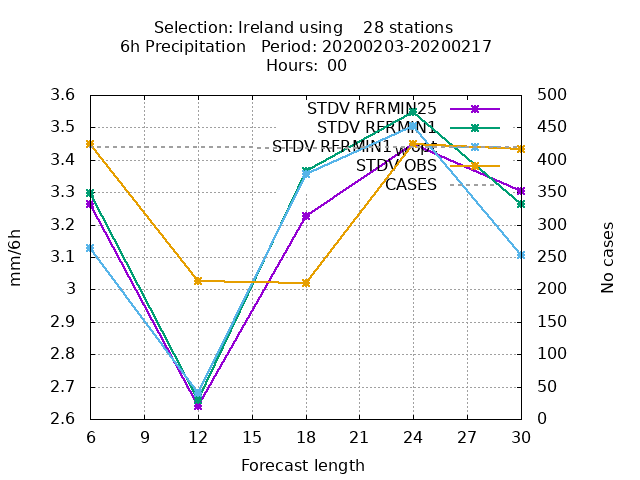 Selection: Ireland using 28 stations
6h Precipitation Period: 20200203-20200217
Hours: 00
3.6
3.5
3.4
3.3
3.2
3.1
3
2.9
2.8
2.7
2.6
mm/6h
STDV RFRMIN25
STDV RFRMIN1
STDV OBS
CASES
500
450
400
350
300
250
200
150
100
50
0
No cases
6 9 12 15 18 21 24 27 30
Forecast length